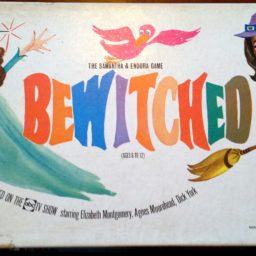 THE SAMANTHA & ENDORA GAME
BEWITCHED
(AGES 6 TO 12)
ON THE abc TV SHOW starring Elizabeth Montgomery, Agnes Moorehead, Dick York